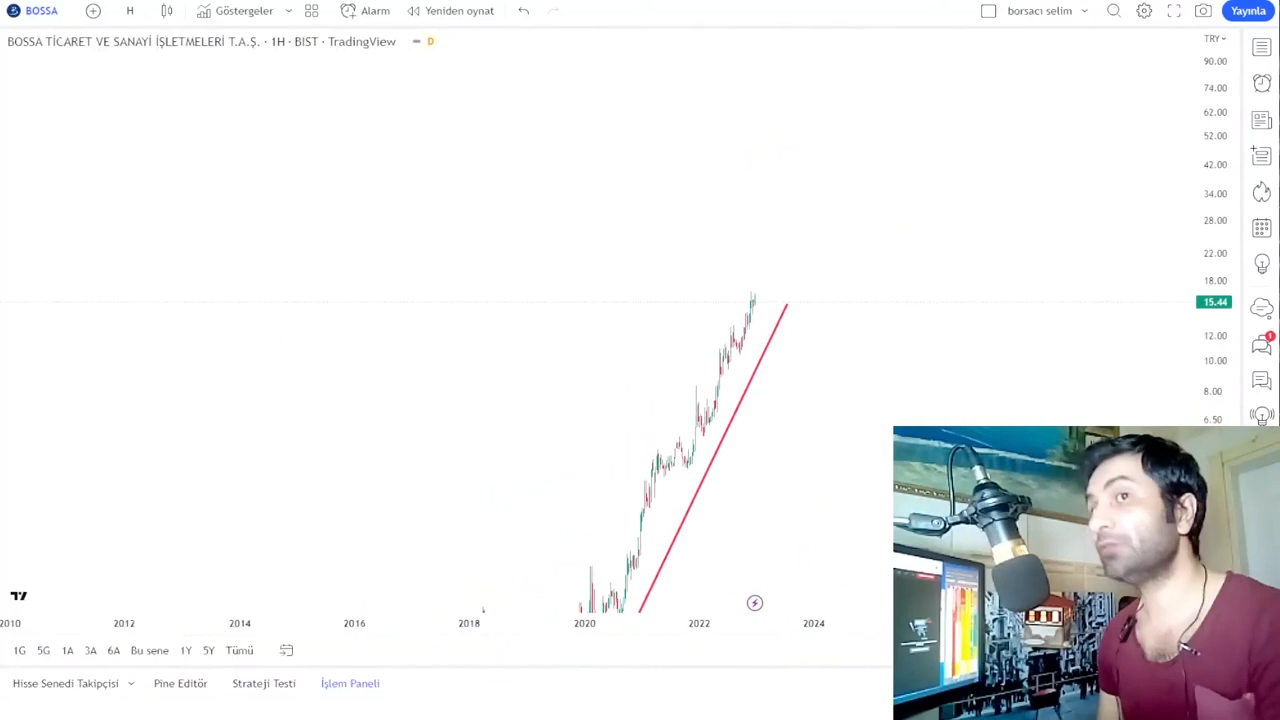 BOSSA H Göstergeler Alarm Yeniden oynat borsacı selim Yayınla
BOSSA TİCARET VE SANAYİ İŞLETMELERİ T.A.Ş. · 1H · BIST · TradingView D
TRY
90.00
74.00
62.00
52.00
42.00
34.00
28.00
22.00
18.00
15.44
12.00
10.00
8.00
6.50
1
2010 2012 2014 2016 2018 2020 2022 2024
1G 5G 1A 3A 6A Bu sene 1Y 5Y Tümü
Hisse Senedi Takipçisi Pine Editör Strateji Testi İşlem Paneli